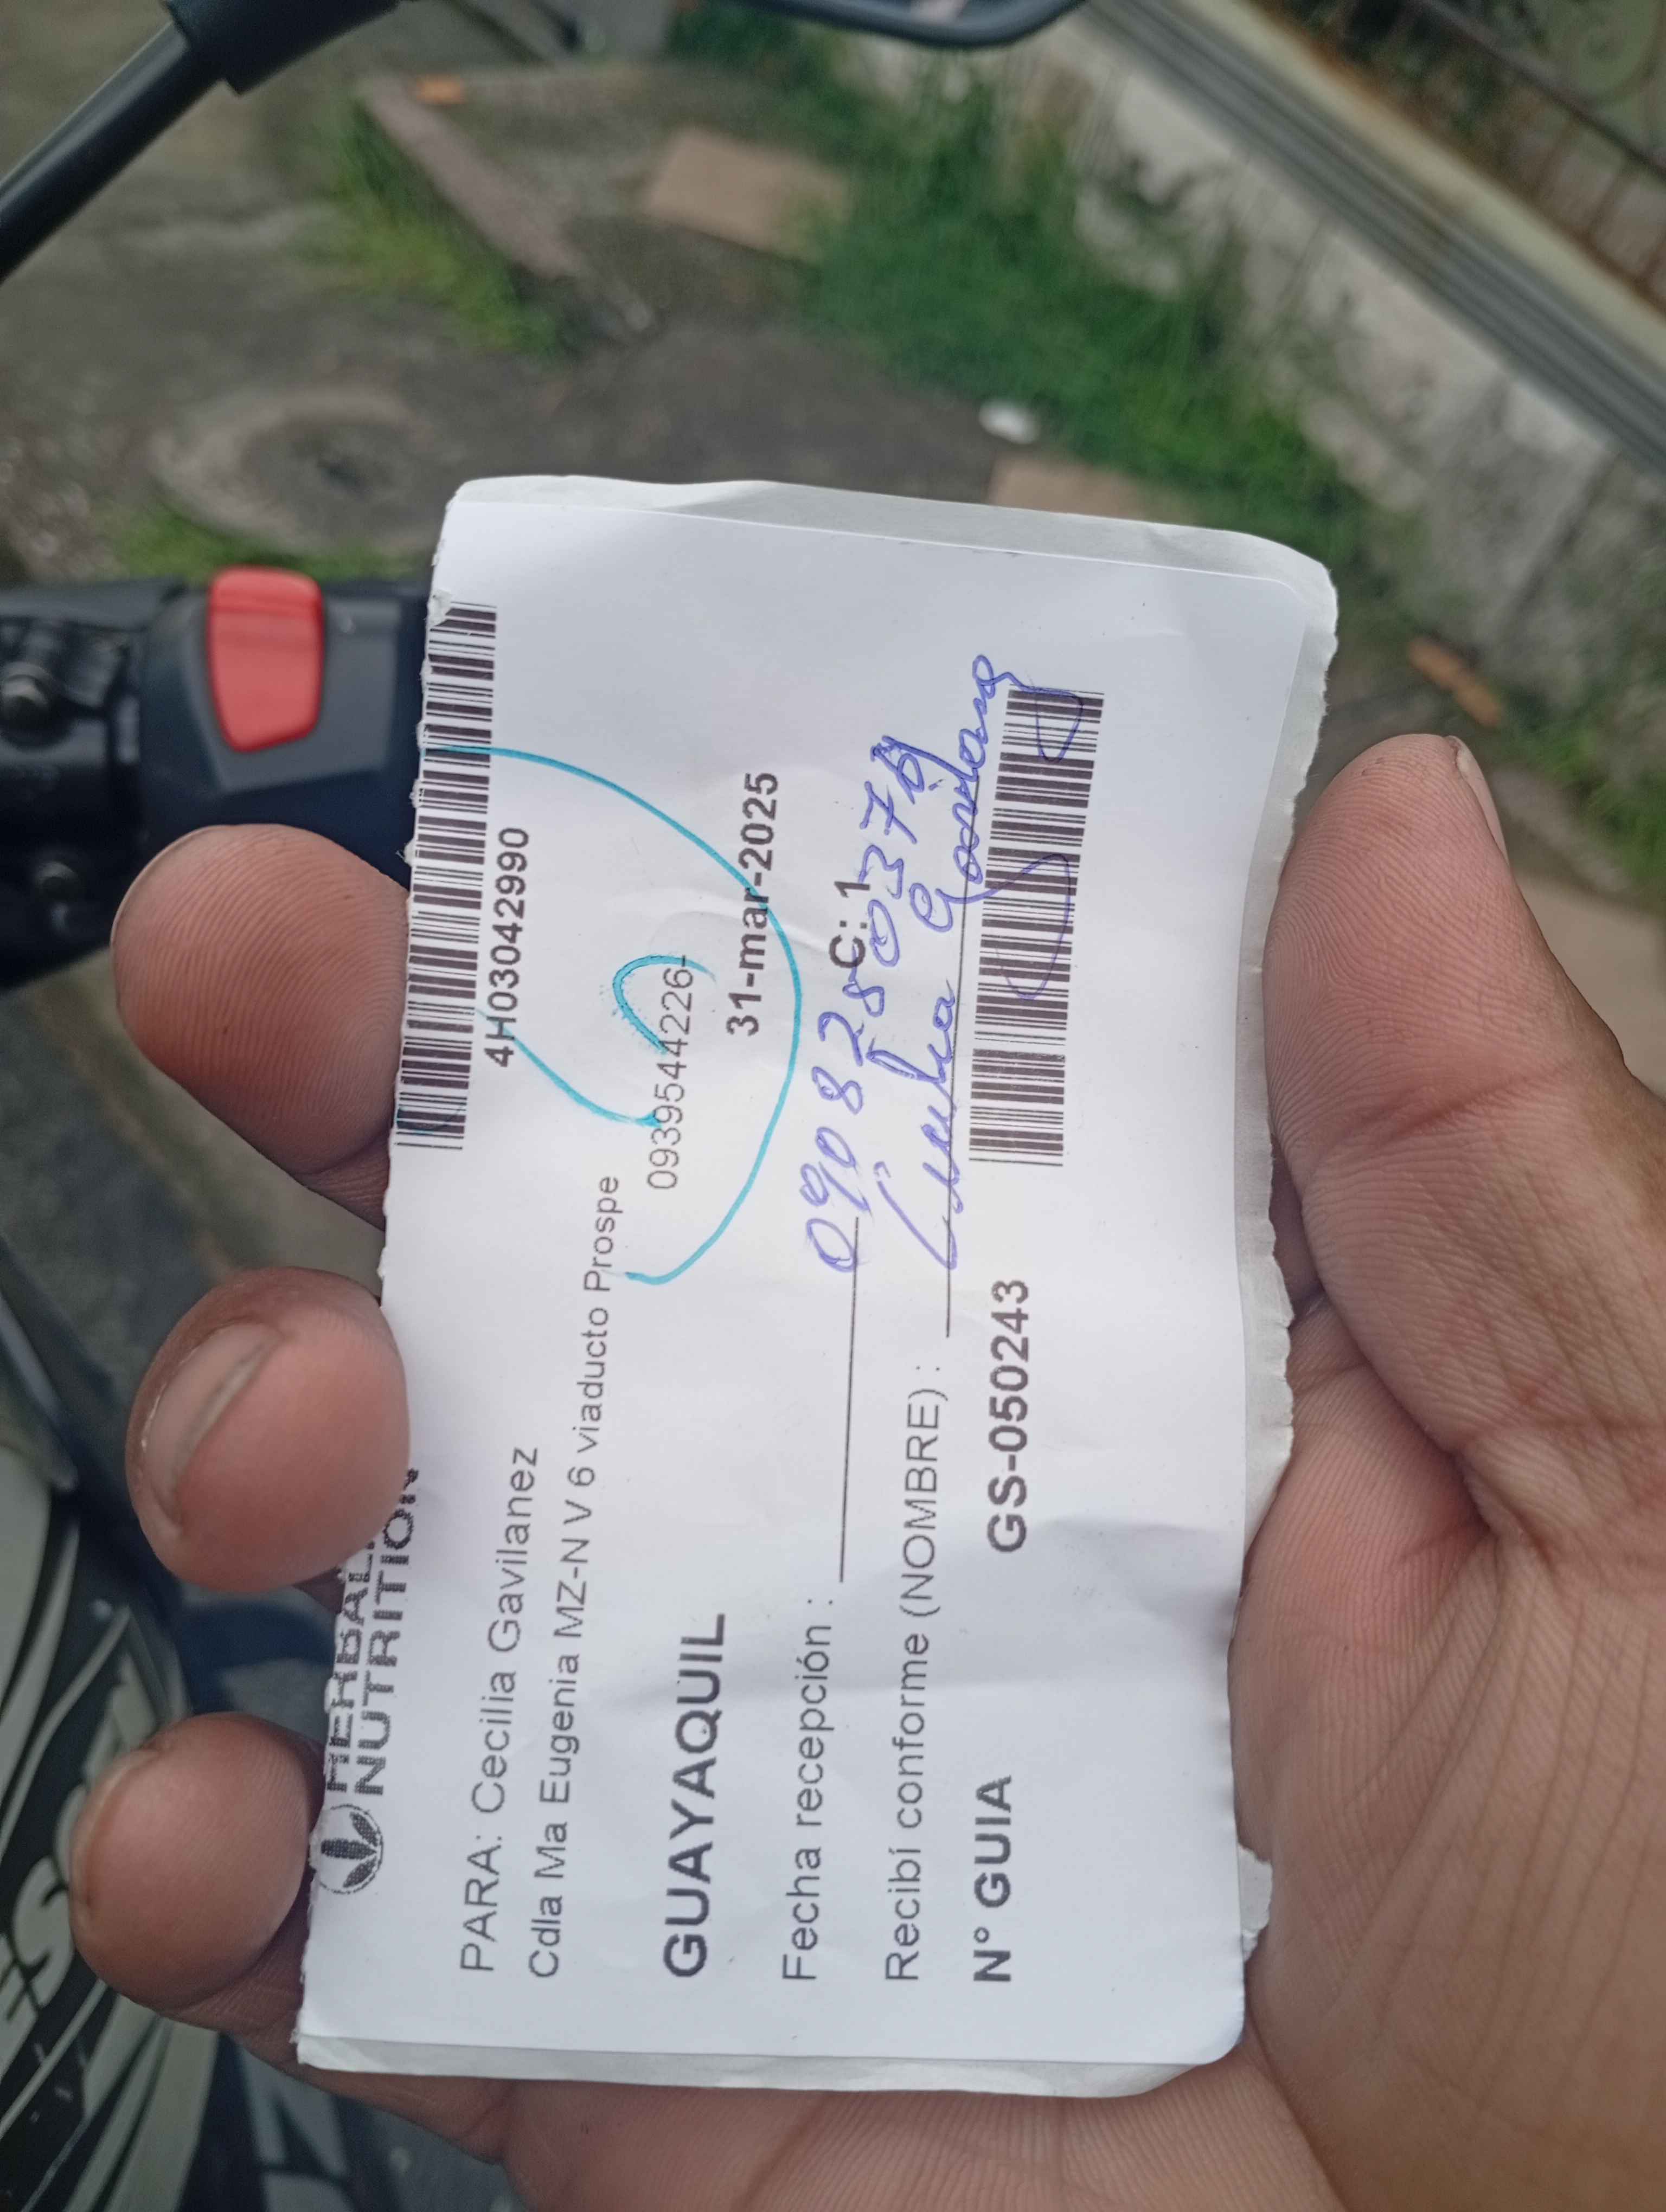 HERBALIFE
NUTRITION
4H03042990
PARA: Cecilia Gavilanez
Cdla Ma Eugenia MZ-N V 6 viaducto Prospe
0939544226-
GUAYAQUIL
31-mar-2025
C: 1
Fecha recepción :
Recibí conforme (NOMBRE) :
N° GUIA GS-050243